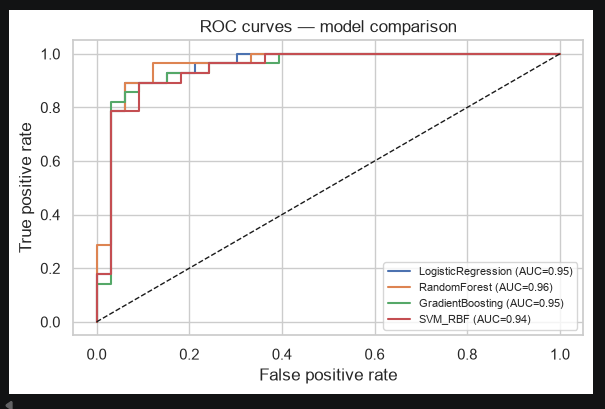 ROC curves — model comparison
True positive rate
1.0
0.8
0.6
0.4
0.2
0.0
LogisticRegression (AUC=0.95)
RandomForest (AUC=0.96)
GradientBoosting (AUC=0.95)
SVM_RBF (AUC=0.94)
0.0 0.2 0.4 0.6 0.8 1.0
False positive rate